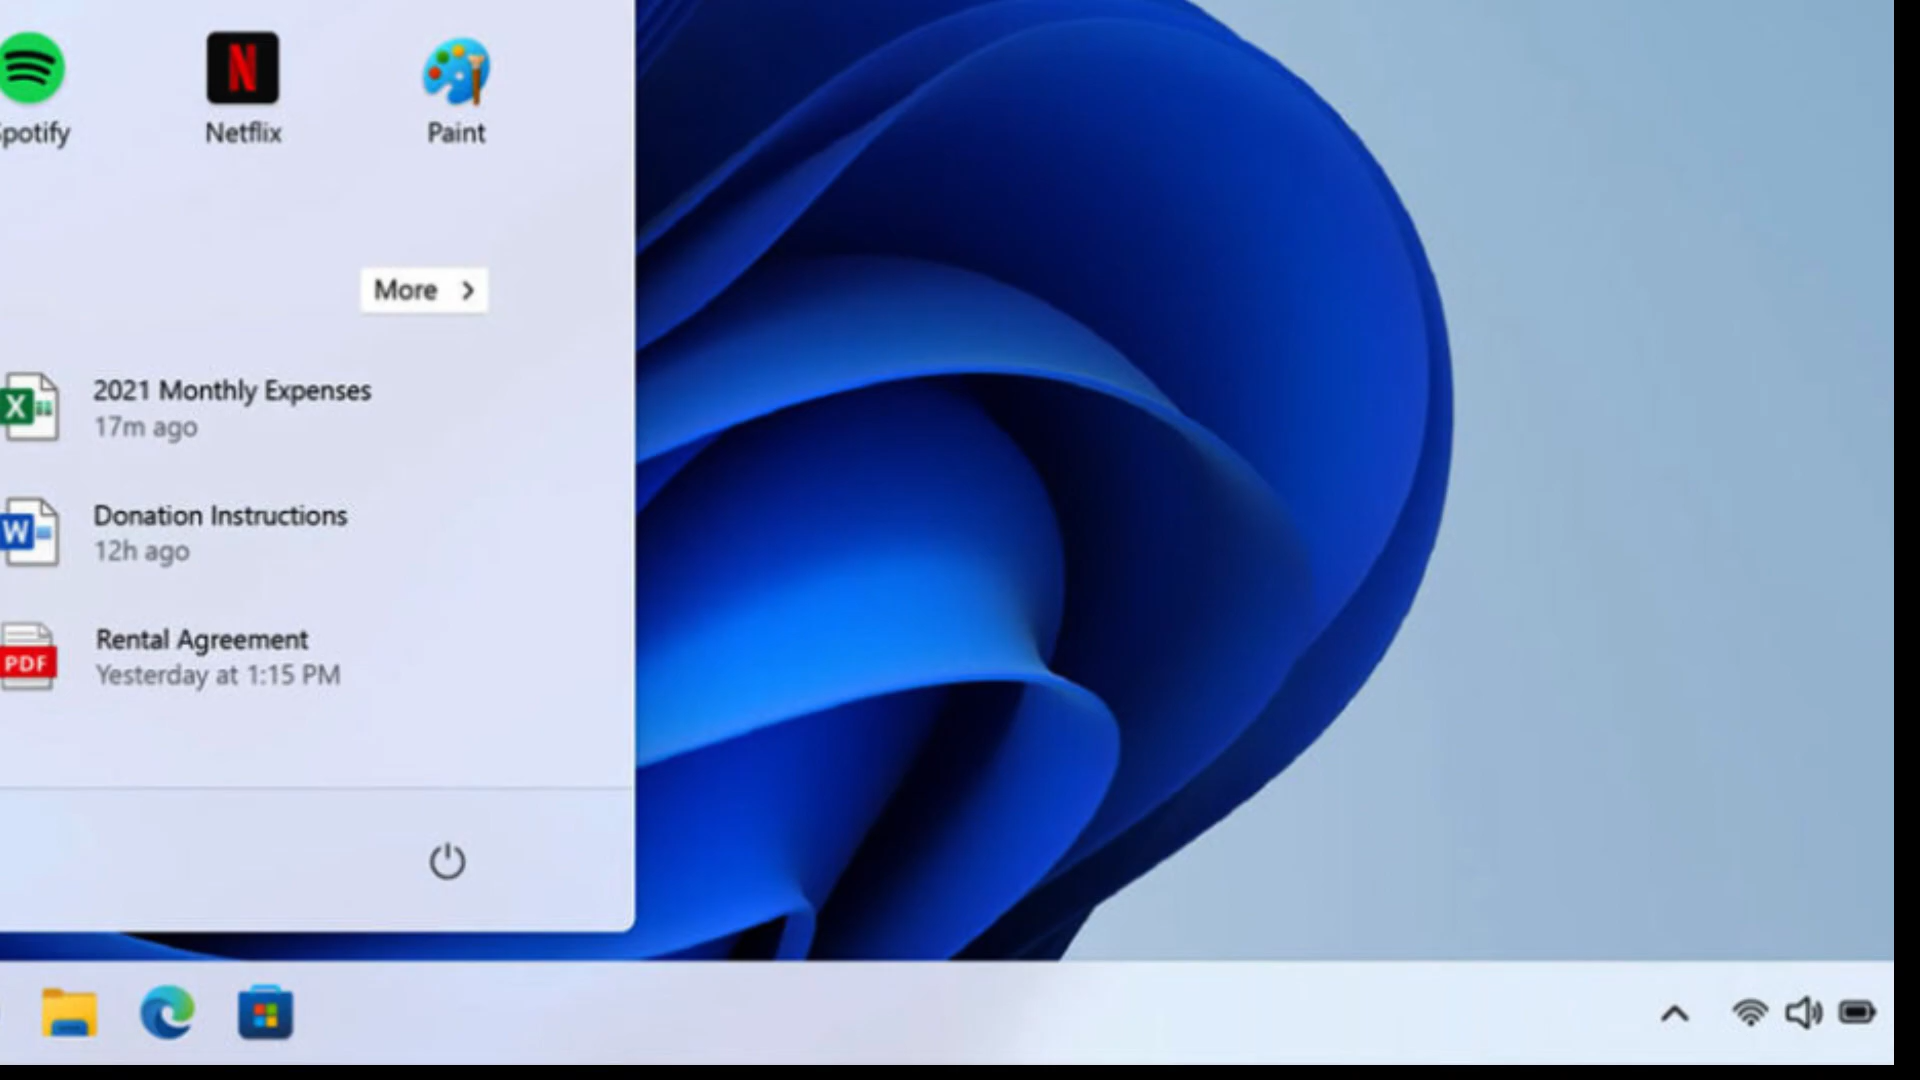 potify
Netflix
Paint
More
2021 Monthly Expenses
17m ago
X
Donation Instructions
12h ago
W
Rental Agreement
Yesterday at 1:15 PM
PDF